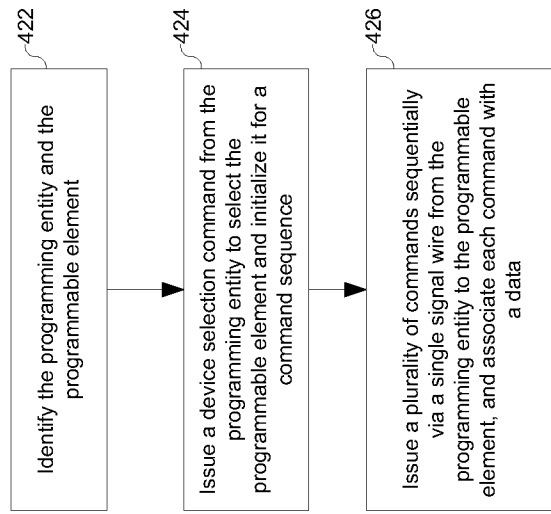 422
Identify the programming entity and the
programmable element
424
Issue a device selection command from the
programming entity to select the
programmable element and initialize it for a
command sequence
426
Issue a plurality of commands sequentially
via a single signal wire from the
programming entity to the programmable
element, and associate each command with
a data